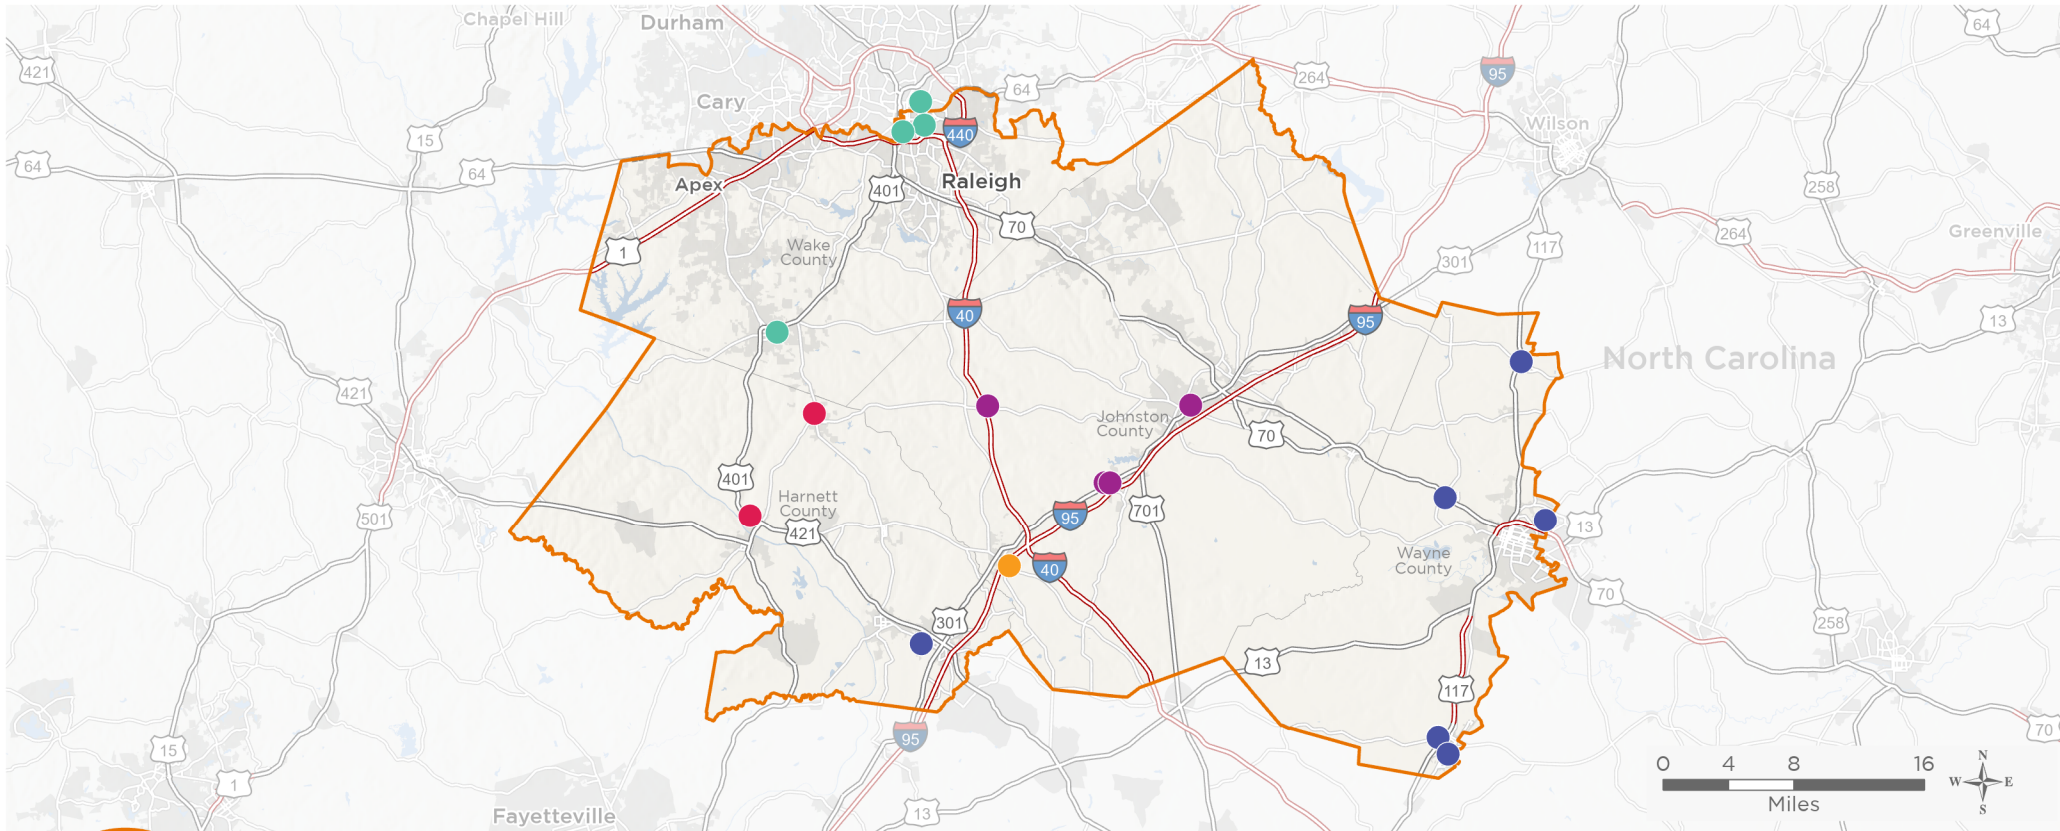 Chapel Hill
Durham
64
421
95
64
264
Cary
Wilson
440
15
64
64
Apex
401
Raleigh
258
70
264
Greenville
1
Wake
County
117
301
40
95
13
North Carolina
421
Johnston
County
70
401
Harnett
County
701
95
501
421
13
Wayne
County
40
70
301
258
13
117
15
95
70
1
0 4 8 16
Miles
N
W E
S
13
Fayetteville